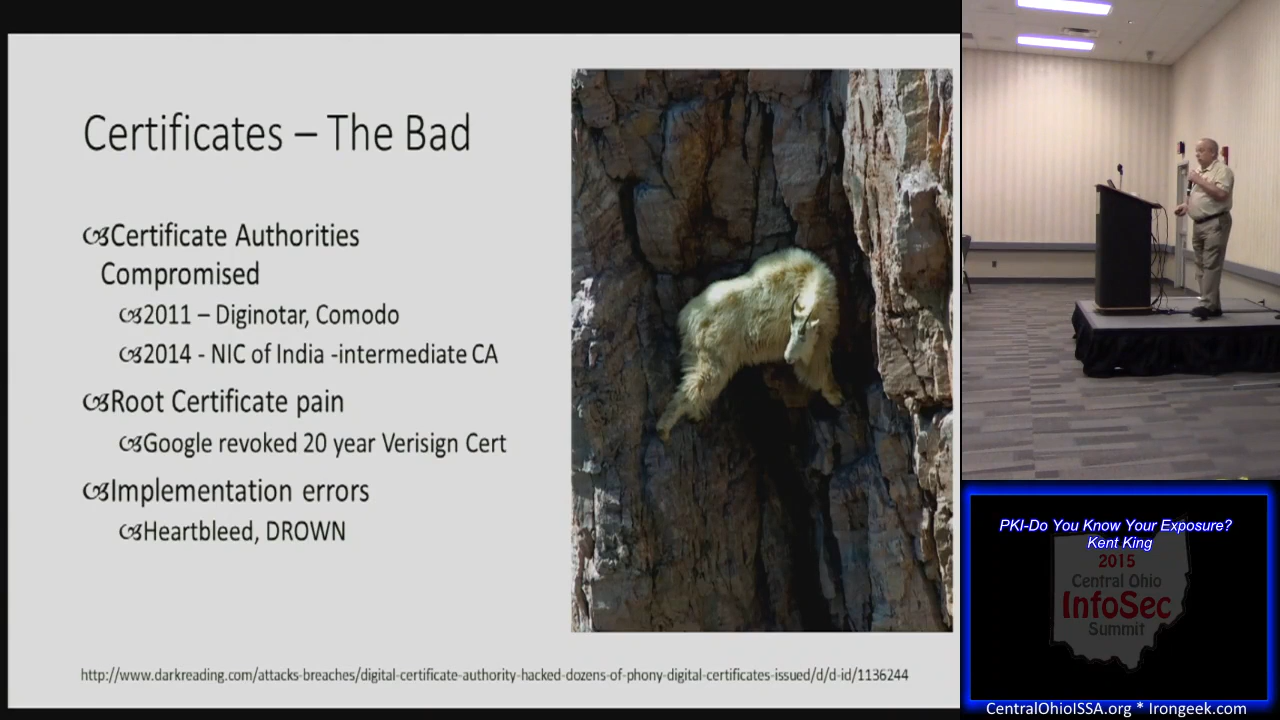 Certificates – The Bad
Certificate Authorities
Compromised
2011 – Diginotar, Comodo
2014 - NIC of India -intermediate CA
Root Certificate pain
Google revoked 20 year Verisign Cert
Implementation errors
Heartbleed, DROWN
http://www.darkreading.com/attacks-breaches/digital-certificate-authority-hacked-dozens-of-phony-digital-certificates-issued/d/d-id/1136244
PKI-Do You Know Your Exposure?
Kent King
2015
Central Ohio
InfoSec
Summit
CentralOhioISSA.org * Irongeek.com